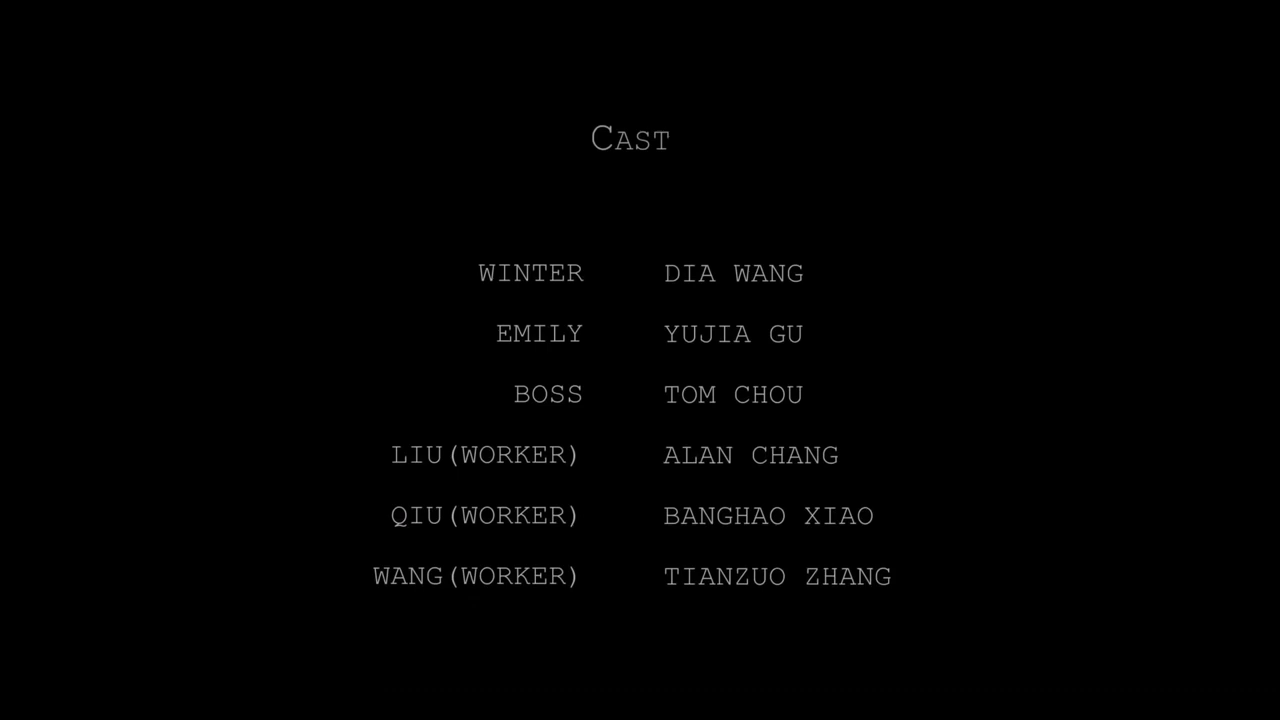 CAST
WINTER DIA WANG
EMILY YUJIA GU
BOSS TOM CHOU
LIU(WORKER) ALAN CHANG
QIU(WORKER) BANGHAO XIAO
WANG(WORKER) TIANZUO ZHANG